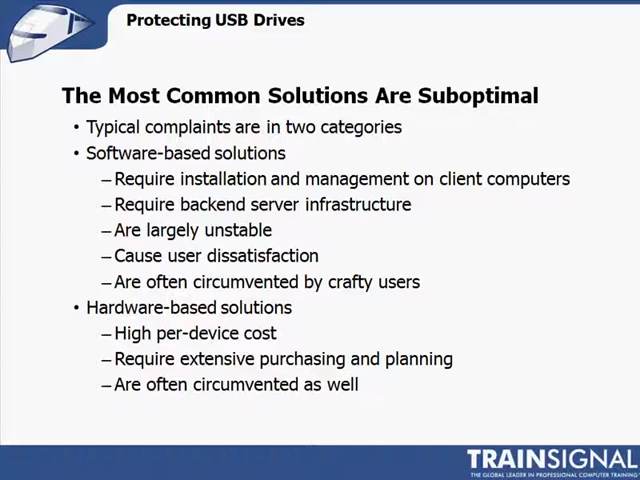 Protecting USB Drives
The Most Common Solutions Are Suboptimal
• Typical complaints are in two categories
• Software-based solutions
– Require installation and management on client computers
– Require backend server infrastructure
– Are largely unstable
– Cause user dissatisfaction
– Are often circumvented by crafty users
• Hardware-based solutions
– High per-device cost
– Require extensive purchasing and planning
– Are often circumvented as well
TRAINSIGNAL
THE GLOBAL LEADER IN PROFESSIONAL COMPUTER TRAINING